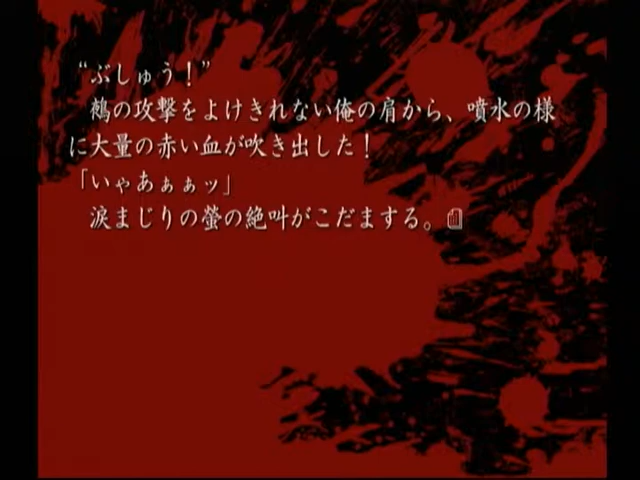 “ぶしゅう！”
鵺の攻撃をよけきれない俺の肩から、噴水の様
に大量の赤い血が吹き出した！
「いゃあぁぁッ」
涙まじりの螢の絶叫がこだまする。